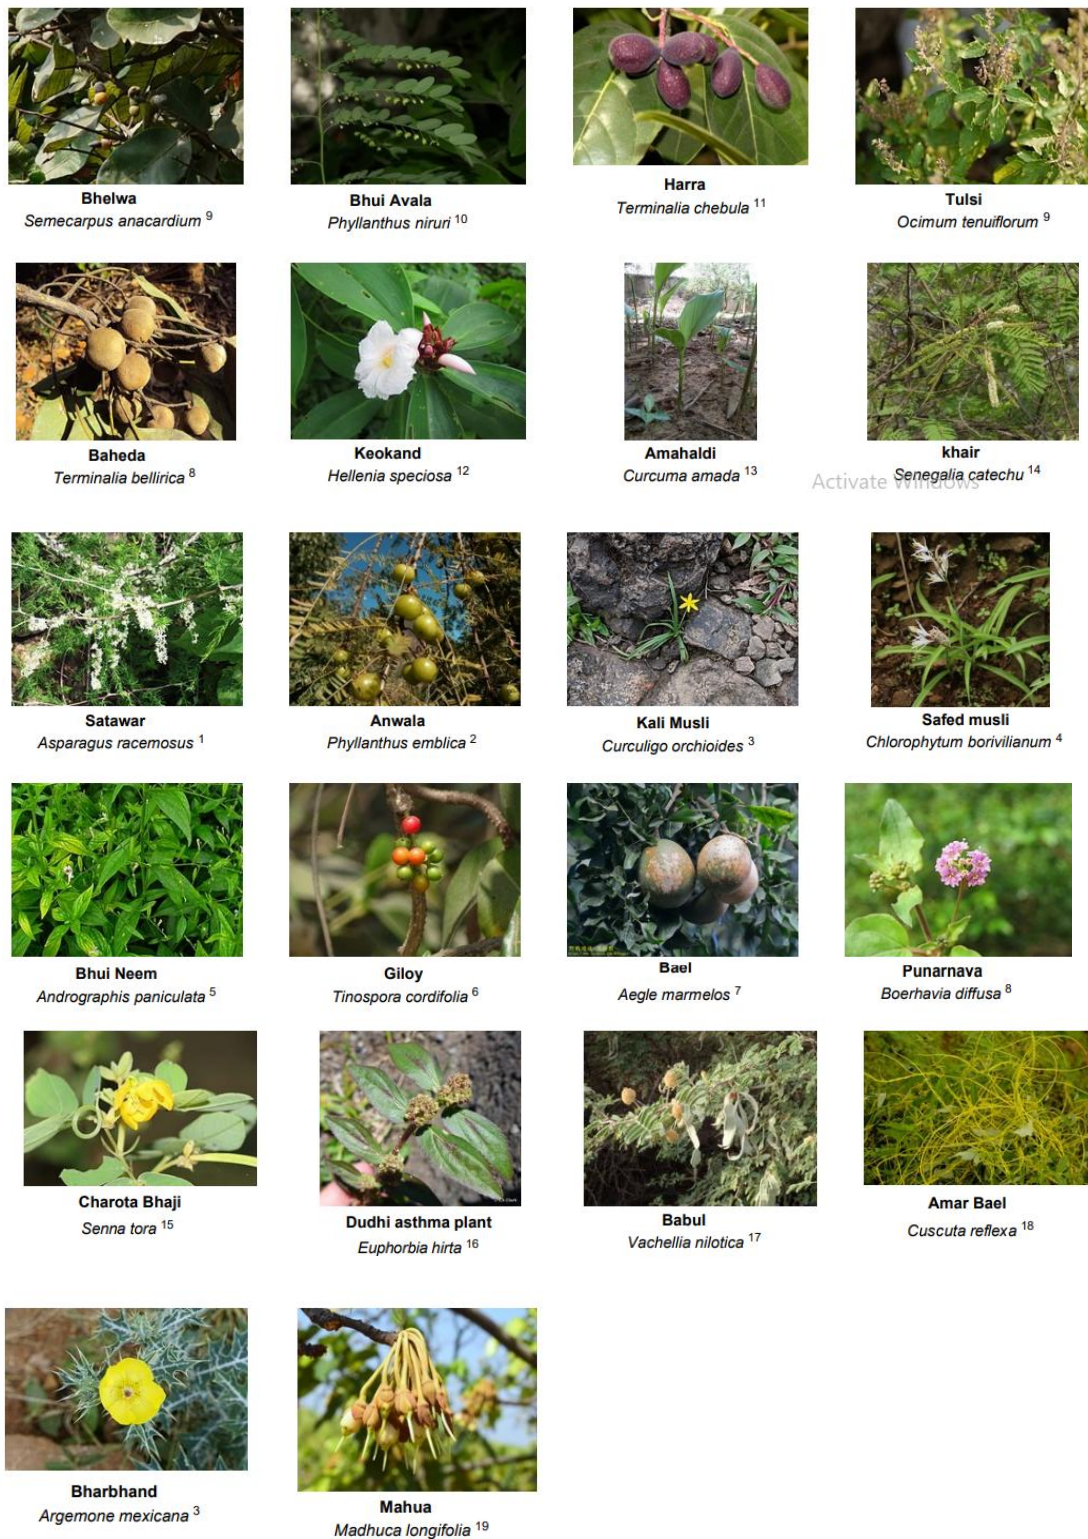 Bhelwa
Semecarpus anacardium 9
Bhui Avala
Phyllanthus niruri 10
Harra
Terminalia chebula 11
Tulsi
Ocimum tenuiflorum 9
Baheda
Terminalia bellirica 8
Keokand
Hellenia speciosa 12
Amahaldi
Curcuma amada 13
khair
Senegalia catechu 14
Activate Windows
Satawar
Asparagus racemosus 1
Anwala
Phyllanthus emblica 2
Kali Musli
Curculigo orchioides 3
Safed musli
Chlorophytum borivilianum 4
Bhui Neem
Andrographis paniculata 5
Giloy
Tinospora cordifolia 6
Bael
Aegle marmelos 7
Punarnava
Boerhavia diffusa 8
Charota Bhaji
Senna tora 15
Dudhi asthma plant
Euphorbia hirta 16
Babul
Vachellia nilotica 17
Amar Bael
Cuscuta reflexa 18
Bharbhand
Argemone mexicana 3
Mahua
Madhuca longifolia 19